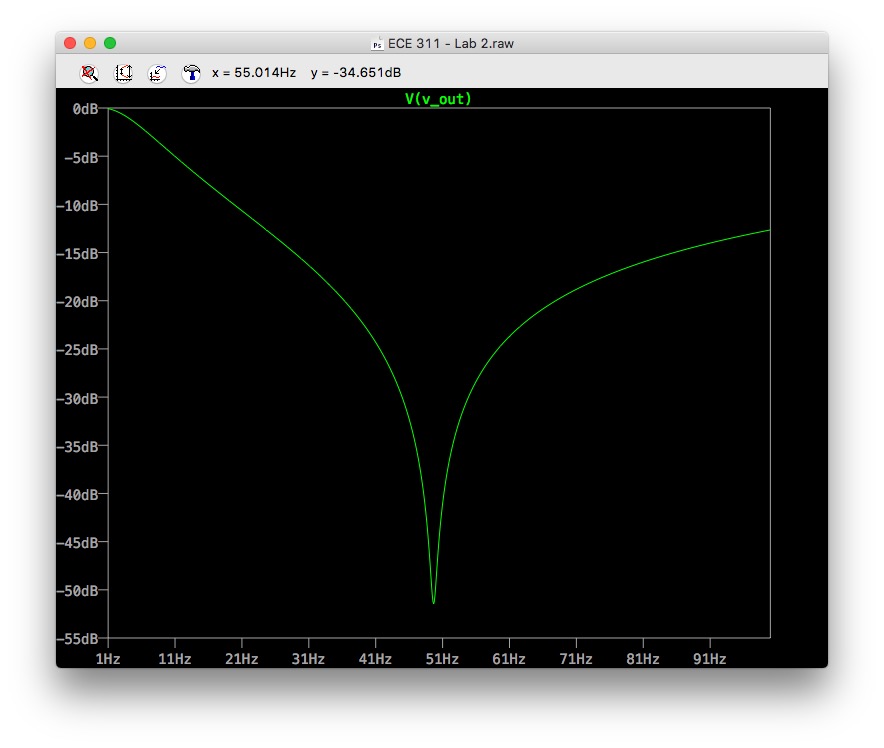 ECE 311 - Lab 2.raw
x = 55.014Hz y = -34.651dB
V(v_out)
0dB
-5dB
-10dB
-15dB
-20dB
-25dB
-30dB
-35dB
-40dB
-45dB
-50dB
-55dB
1Hz 11Hz 21Hz 31Hz 41Hz 51Hz 61Hz 71Hz 81Hz 91Hz